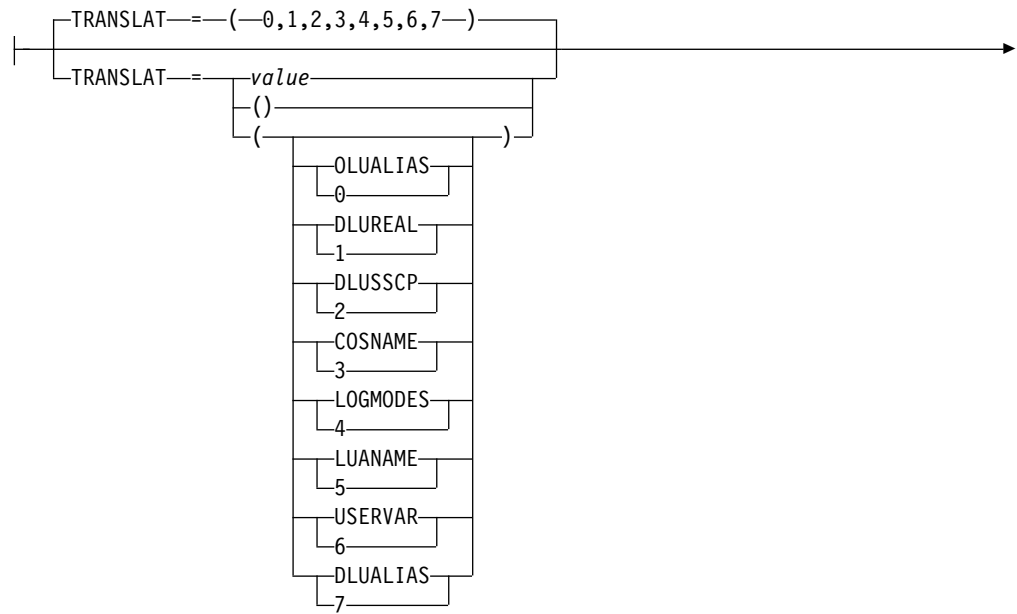 TRANSLAT = ( 0,1,2,3,4,5,6,7 )
TRANSLAT = value
()
( )
OLUALIAS
0
DLUREAL
1
DLUSSCP
2
COSNAME
3
LOGMODES
4
LUANAME
5
USERVAR
6
DLUALIAS
7